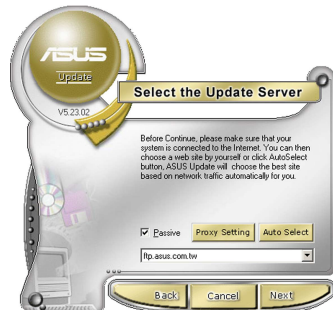 ASUS
Update
V5.23.02
Select the Update Server
Before Continue, please make sure that your
system is connected to the Internet. You can then
choose a web site by yourself or click AutoSelect
button, ASUS Update will choose the best site
based on network traffic automatically for you.
Passive
Proxy Setting
Auto Select
ftp.asus.com.tw
Back
Cancel
Next